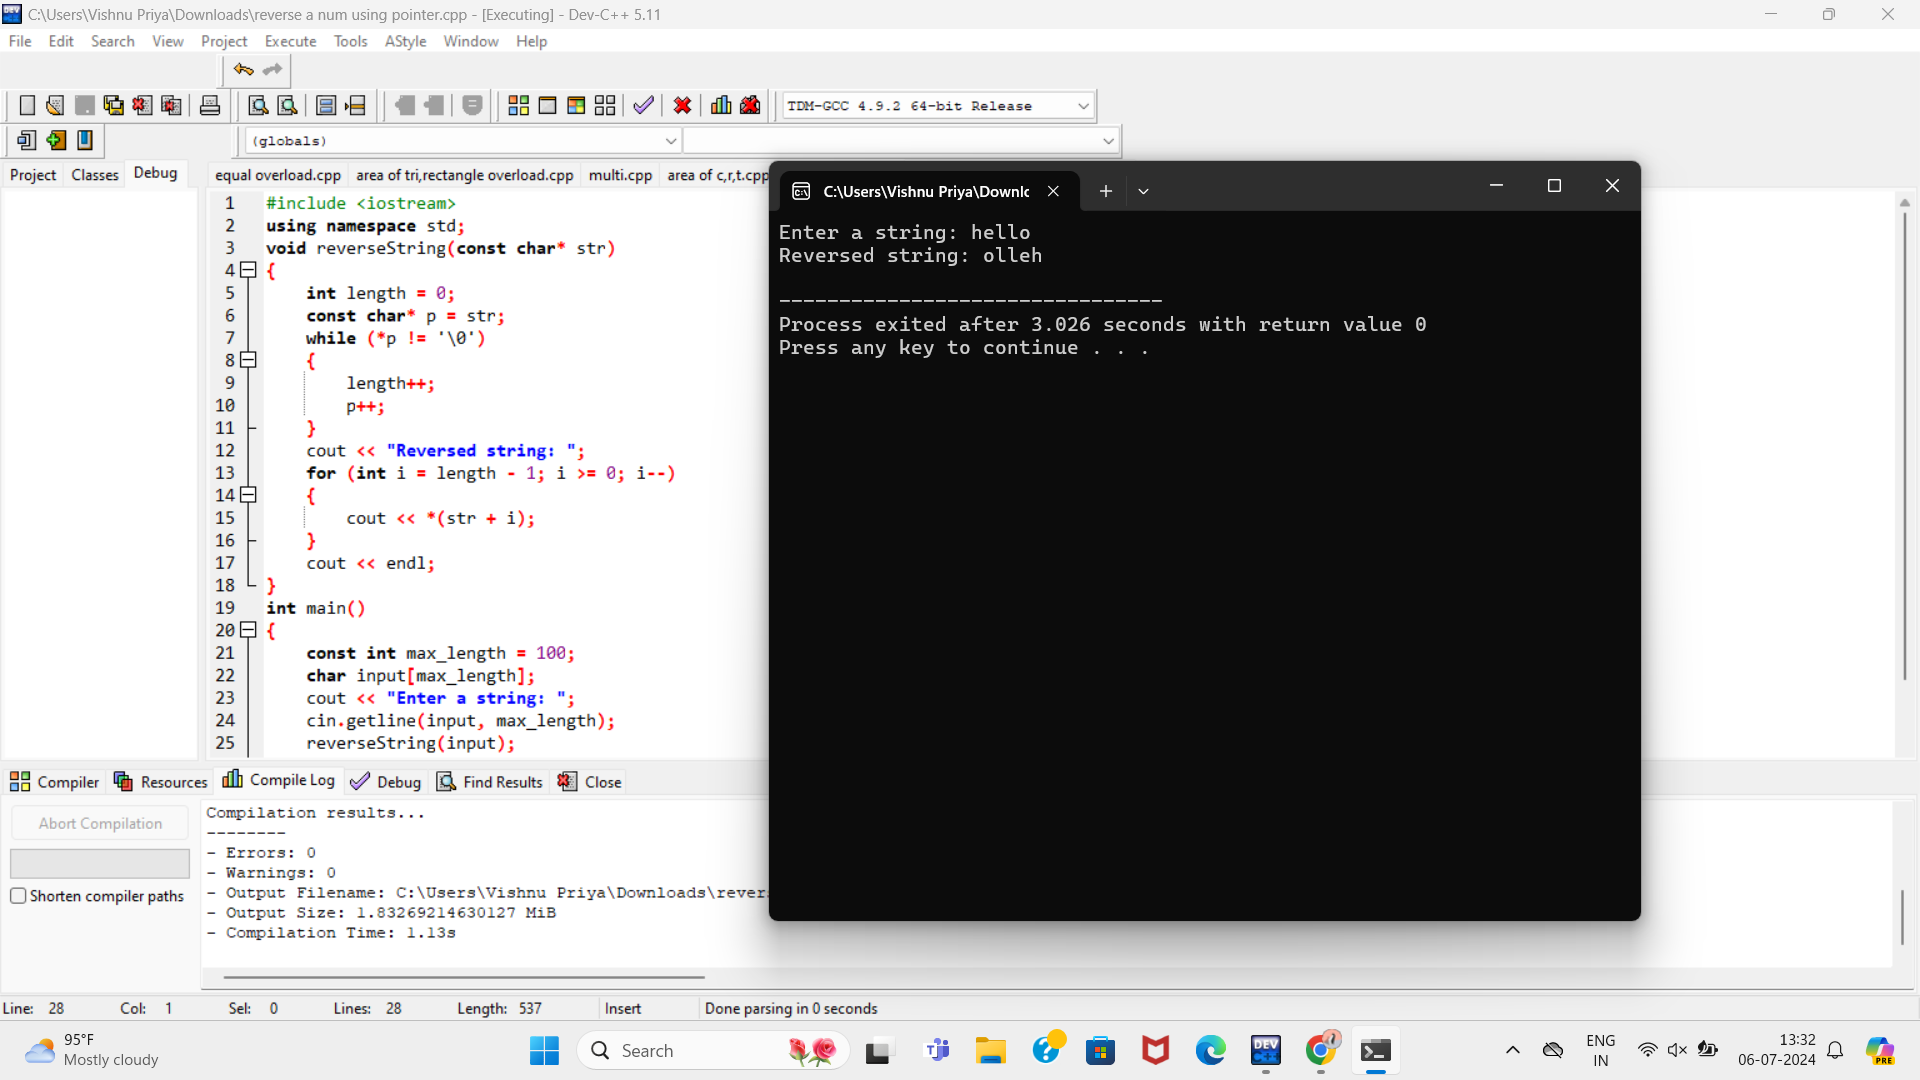 C:\Users\Vishnu Priya\Downloads\reverse a num using pointer.cpp - [Executing] - Dev-C++ 5.11
File Edit Search View Project Execute Tools AStyle Window Help
TDM-GCC 4.9.2 64-bit Release
(globals)
Project Classes Debug
equal overload.cpp area of tri,rectangle overload.cpp multi.cpp area of c,r,t.cpp
1 #include <iostream>
2 using namespace std;
3 void reverseString(const char* str)
4 {
5 int length = 0;
6 const char* p = str;
7 while (*p != '\0')
8 {
9 length++;
10 p++;
11 }
12 cout << "Reversed string: ";
13 for (int i = length - 1; i >= 0; i--)
14 {
15 cout << *(str + i);
16 }
17 cout << endl;
18 }
19 int main()
20 {
21 const int max_length = 100;
22 char input[max_length];
23 cout << "Enter a string: ";
24 cin.getline(input, max_length);
25 reverseString(input);
C:\Users\Vishnu Priya\Downlc
Enter a string: hello
Reversed string: olleh
--------------------------------
Process exited after 3.026 seconds with return value 0
Press any key to continue . . .
Compiler Resources Compile Log Debug Find Results Close
Abort Compilation
Shorten compiler paths
Compilation results...
--------
- Errors: 0
- Warnings: 0
- Output Filename: C:\Users\Vishnu Priya\Downloads\rever
- Output Size: 1.83269214630127 MiB
- Compilation Time: 1.13s
Line: 28 Col: 1 Sel: 0 Lines: 28 Length: 537 Insert Done parsing in 0 seconds
95°F
Mostly cloudy
Search
DEV
C++
PRE
ENG
IN
13:32
06-07-2024